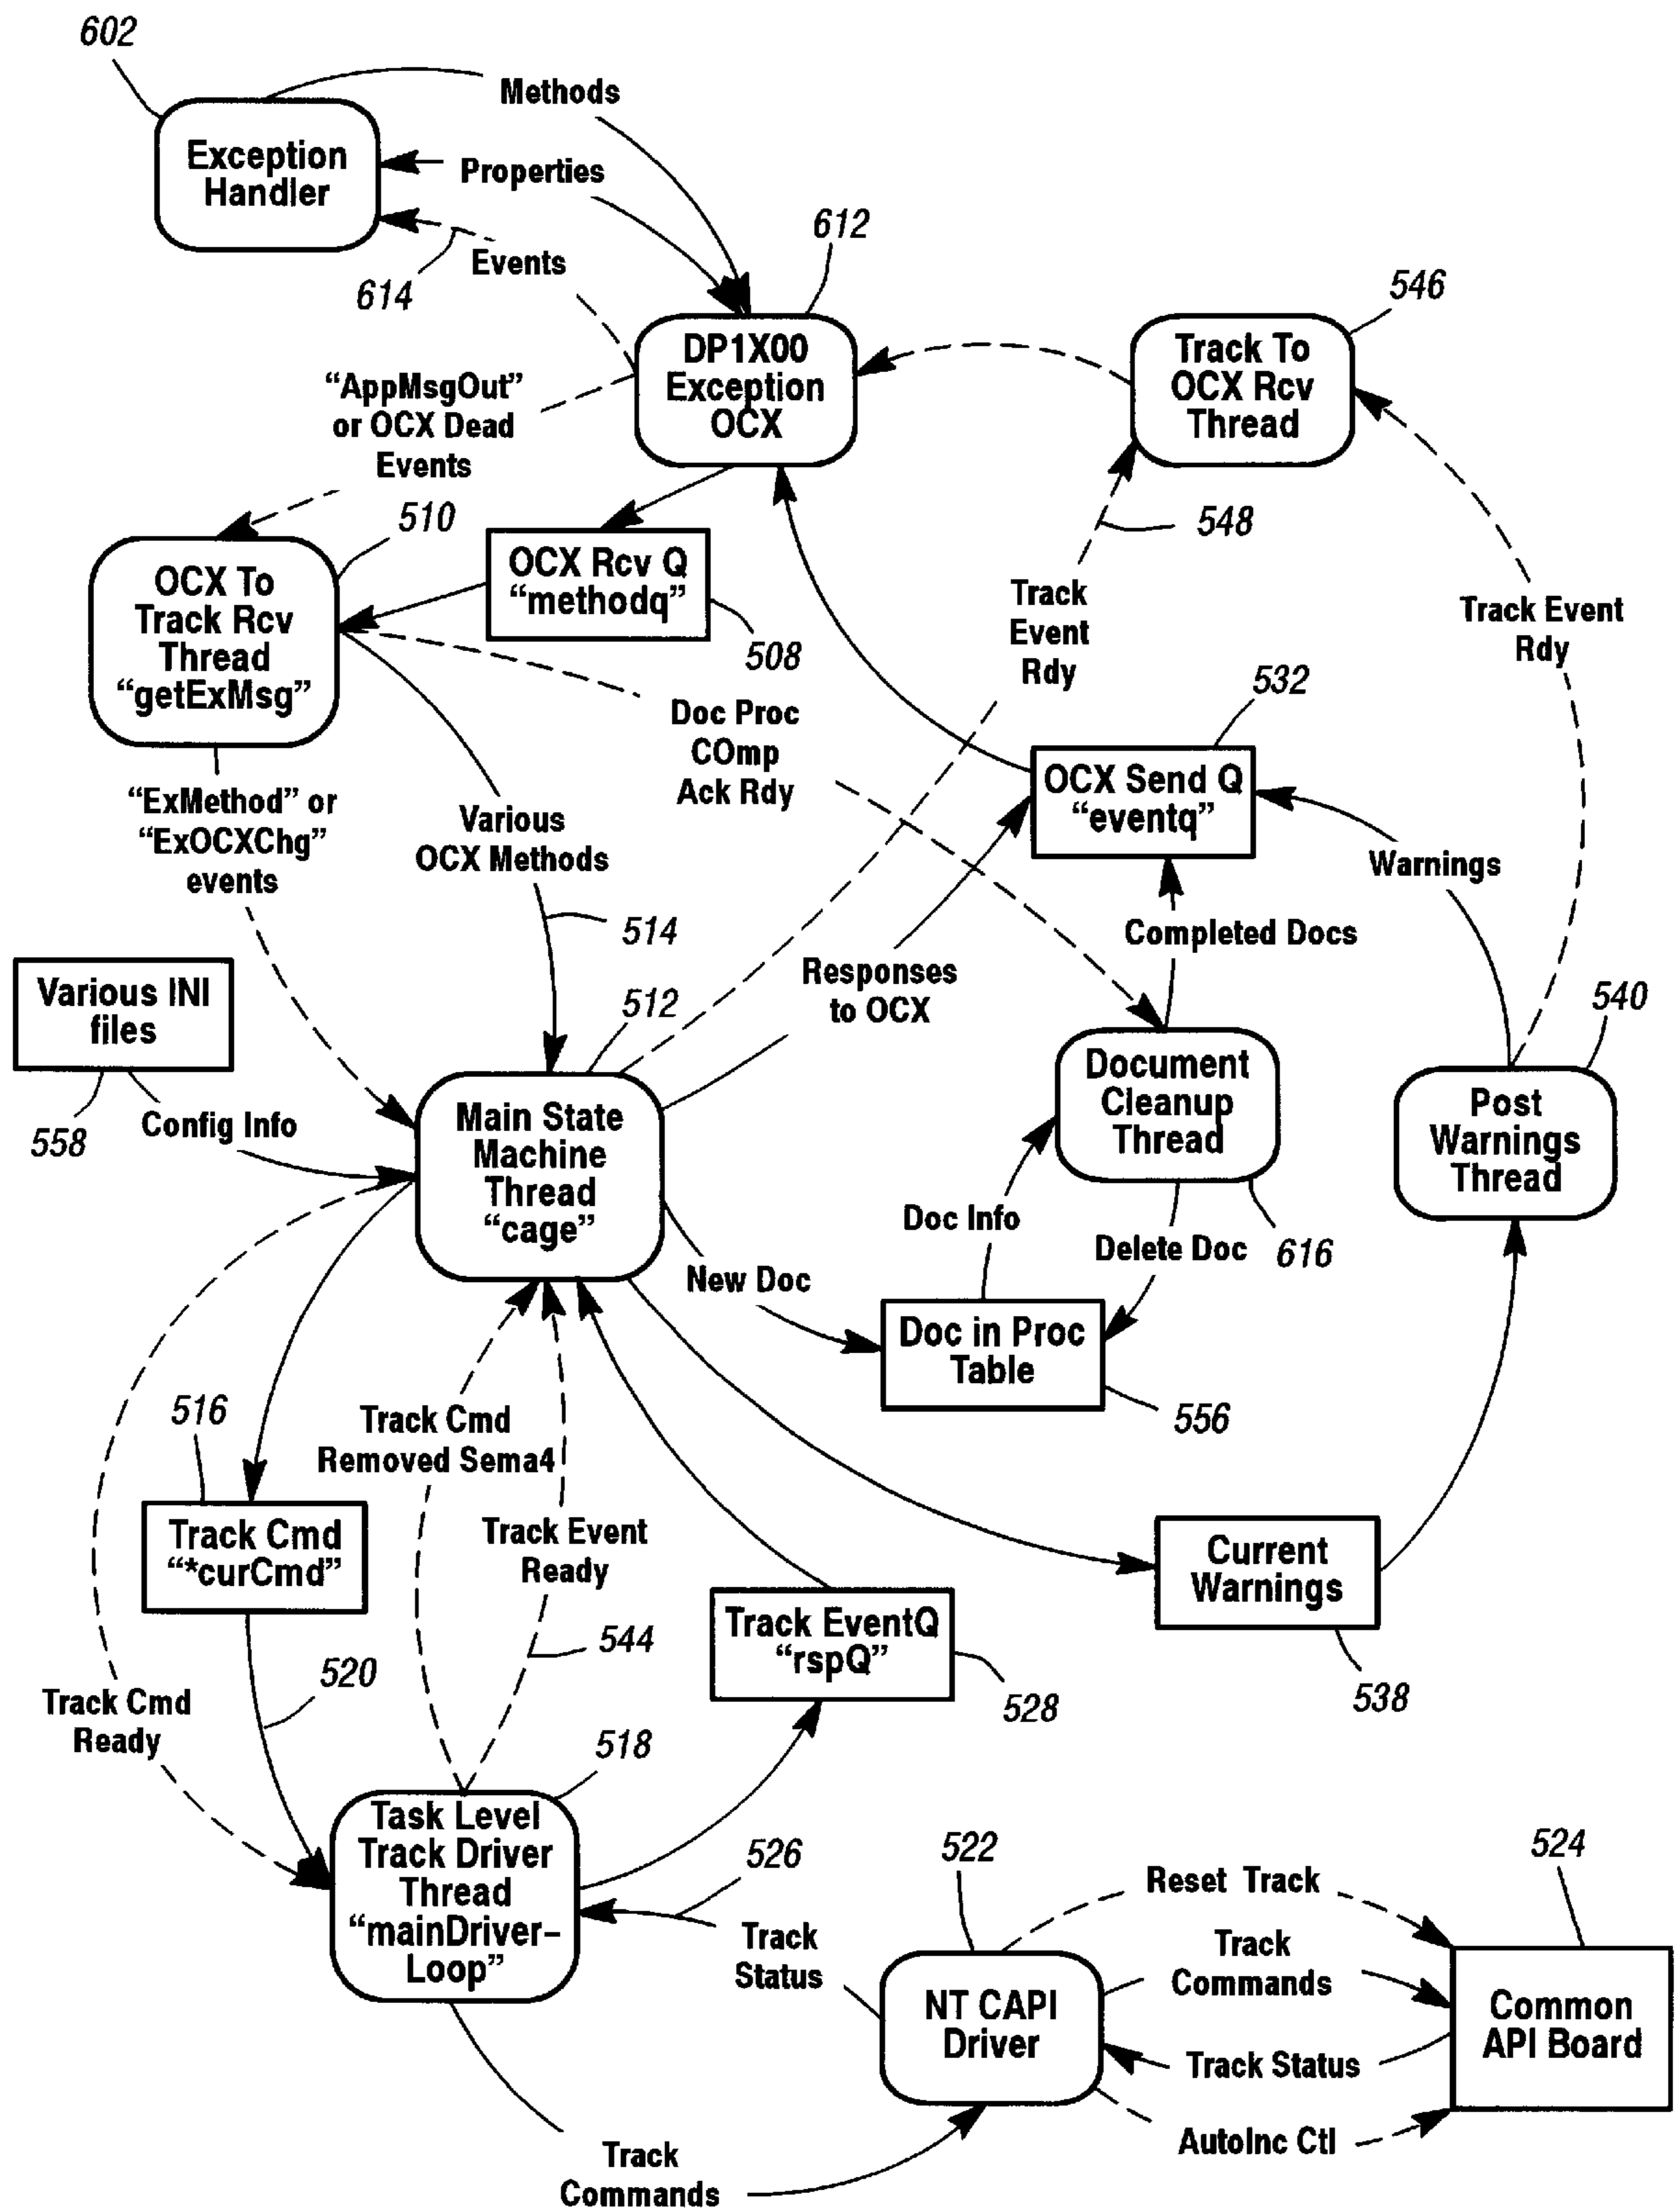 602
Methods
Exception
Handler
Properties
612
Events
614
546
DP1X00
Exception
OCX
Track To
OCX Rcv
Thread
“AppMsgOut”
or OCX Dead
Events
510
548
OCX Rcv Q
“methodq”
OCX To
Track Rcv
Thread
“getExMsg”
508
Track
Event
Rdy
Track Event
Rdy
532
Doc Proc
COmp
Ack Rdy
OCX Send Q
“eventq”
“ExMethod” or
“ExOCXChg”
events
Various
OCX Methods
Warnings
514
Completed Docs
Various INI
files
Responses
to OCX
512
540
558
Config Info
Main State
Machine
Thread
“cage”
Document
Cleanup
Thread
Post
Warnings
Thread
Doc Info
Delete Doc
616
New Doc
Doc in Proc
Table
516
Track Cmd
Removed Sema4
556
Track Cmd
“*curCmd”
Track Event
Ready
Current
Warnings
Track EventQ
“rspQ”
544
520
528
538
Track Cmd
Ready
518
Task Level
Track Driver
Thread
“mainDriver–
Loop”
526
522
524
Reset Track
Track
Status
Track
Commands
NT CAPI
Driver
Common
API Board
Track Status
AutoInc Ctl
Track
Commands